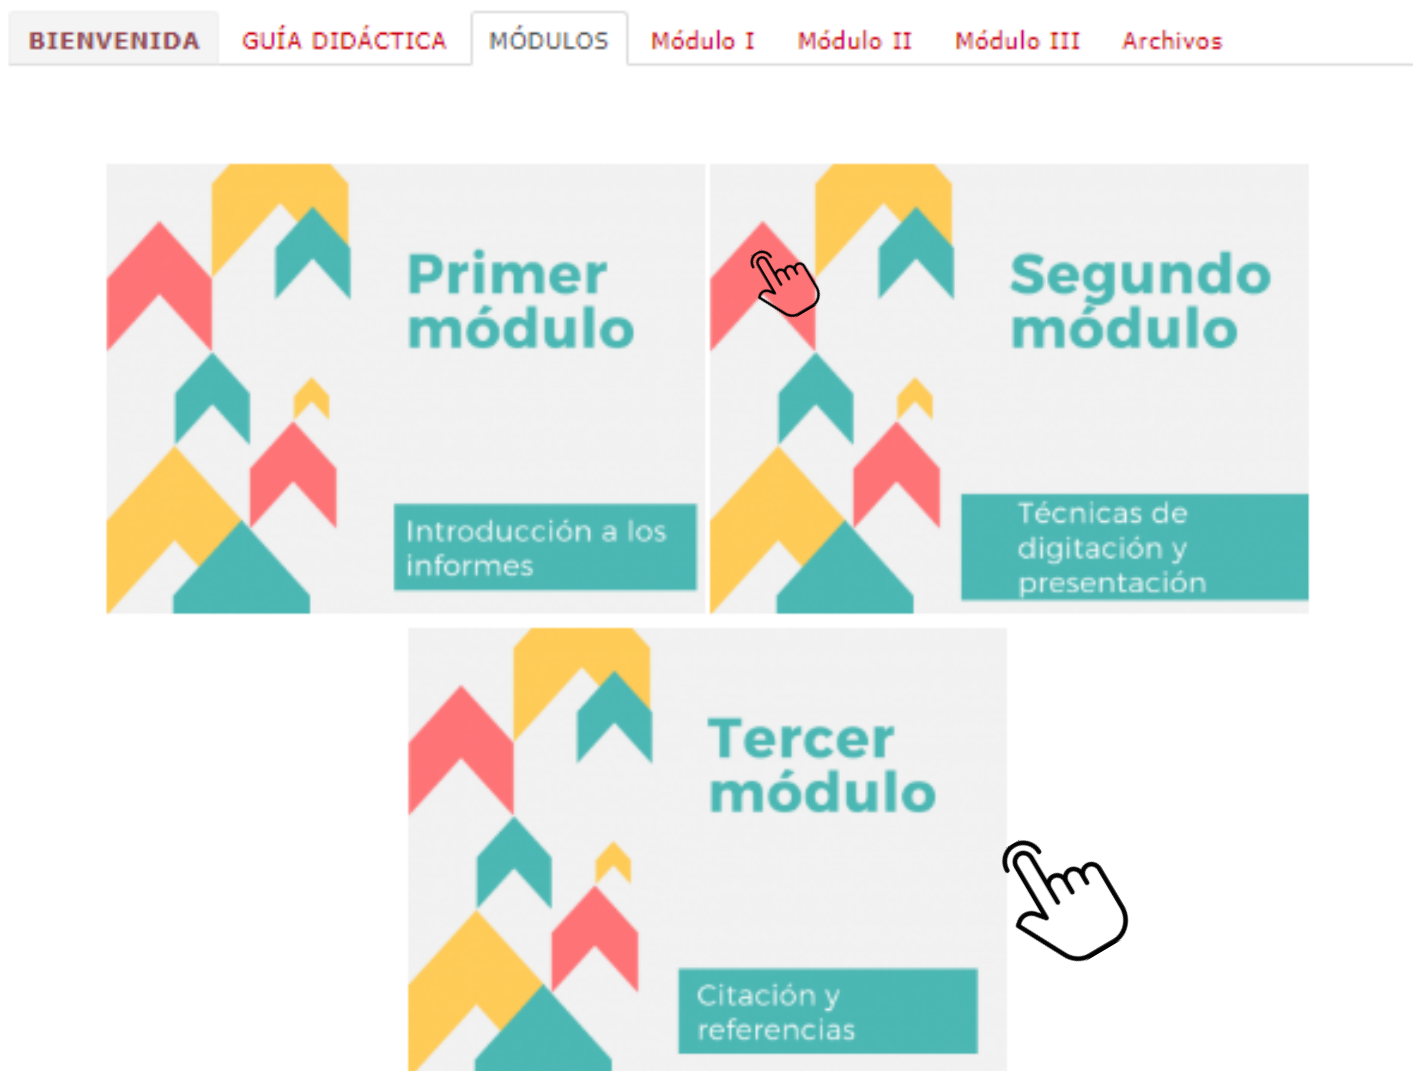 BIENVENIDA GUÍA DIDÁCTICA MÓDULOS Módulo I Módulo II Módulo III Archivos
Primer
módulo
Introducción a los
informes
Segundo
módulo
Técnicas de
digitación y
presentación
Tercer
módulo
Citación y
referencias